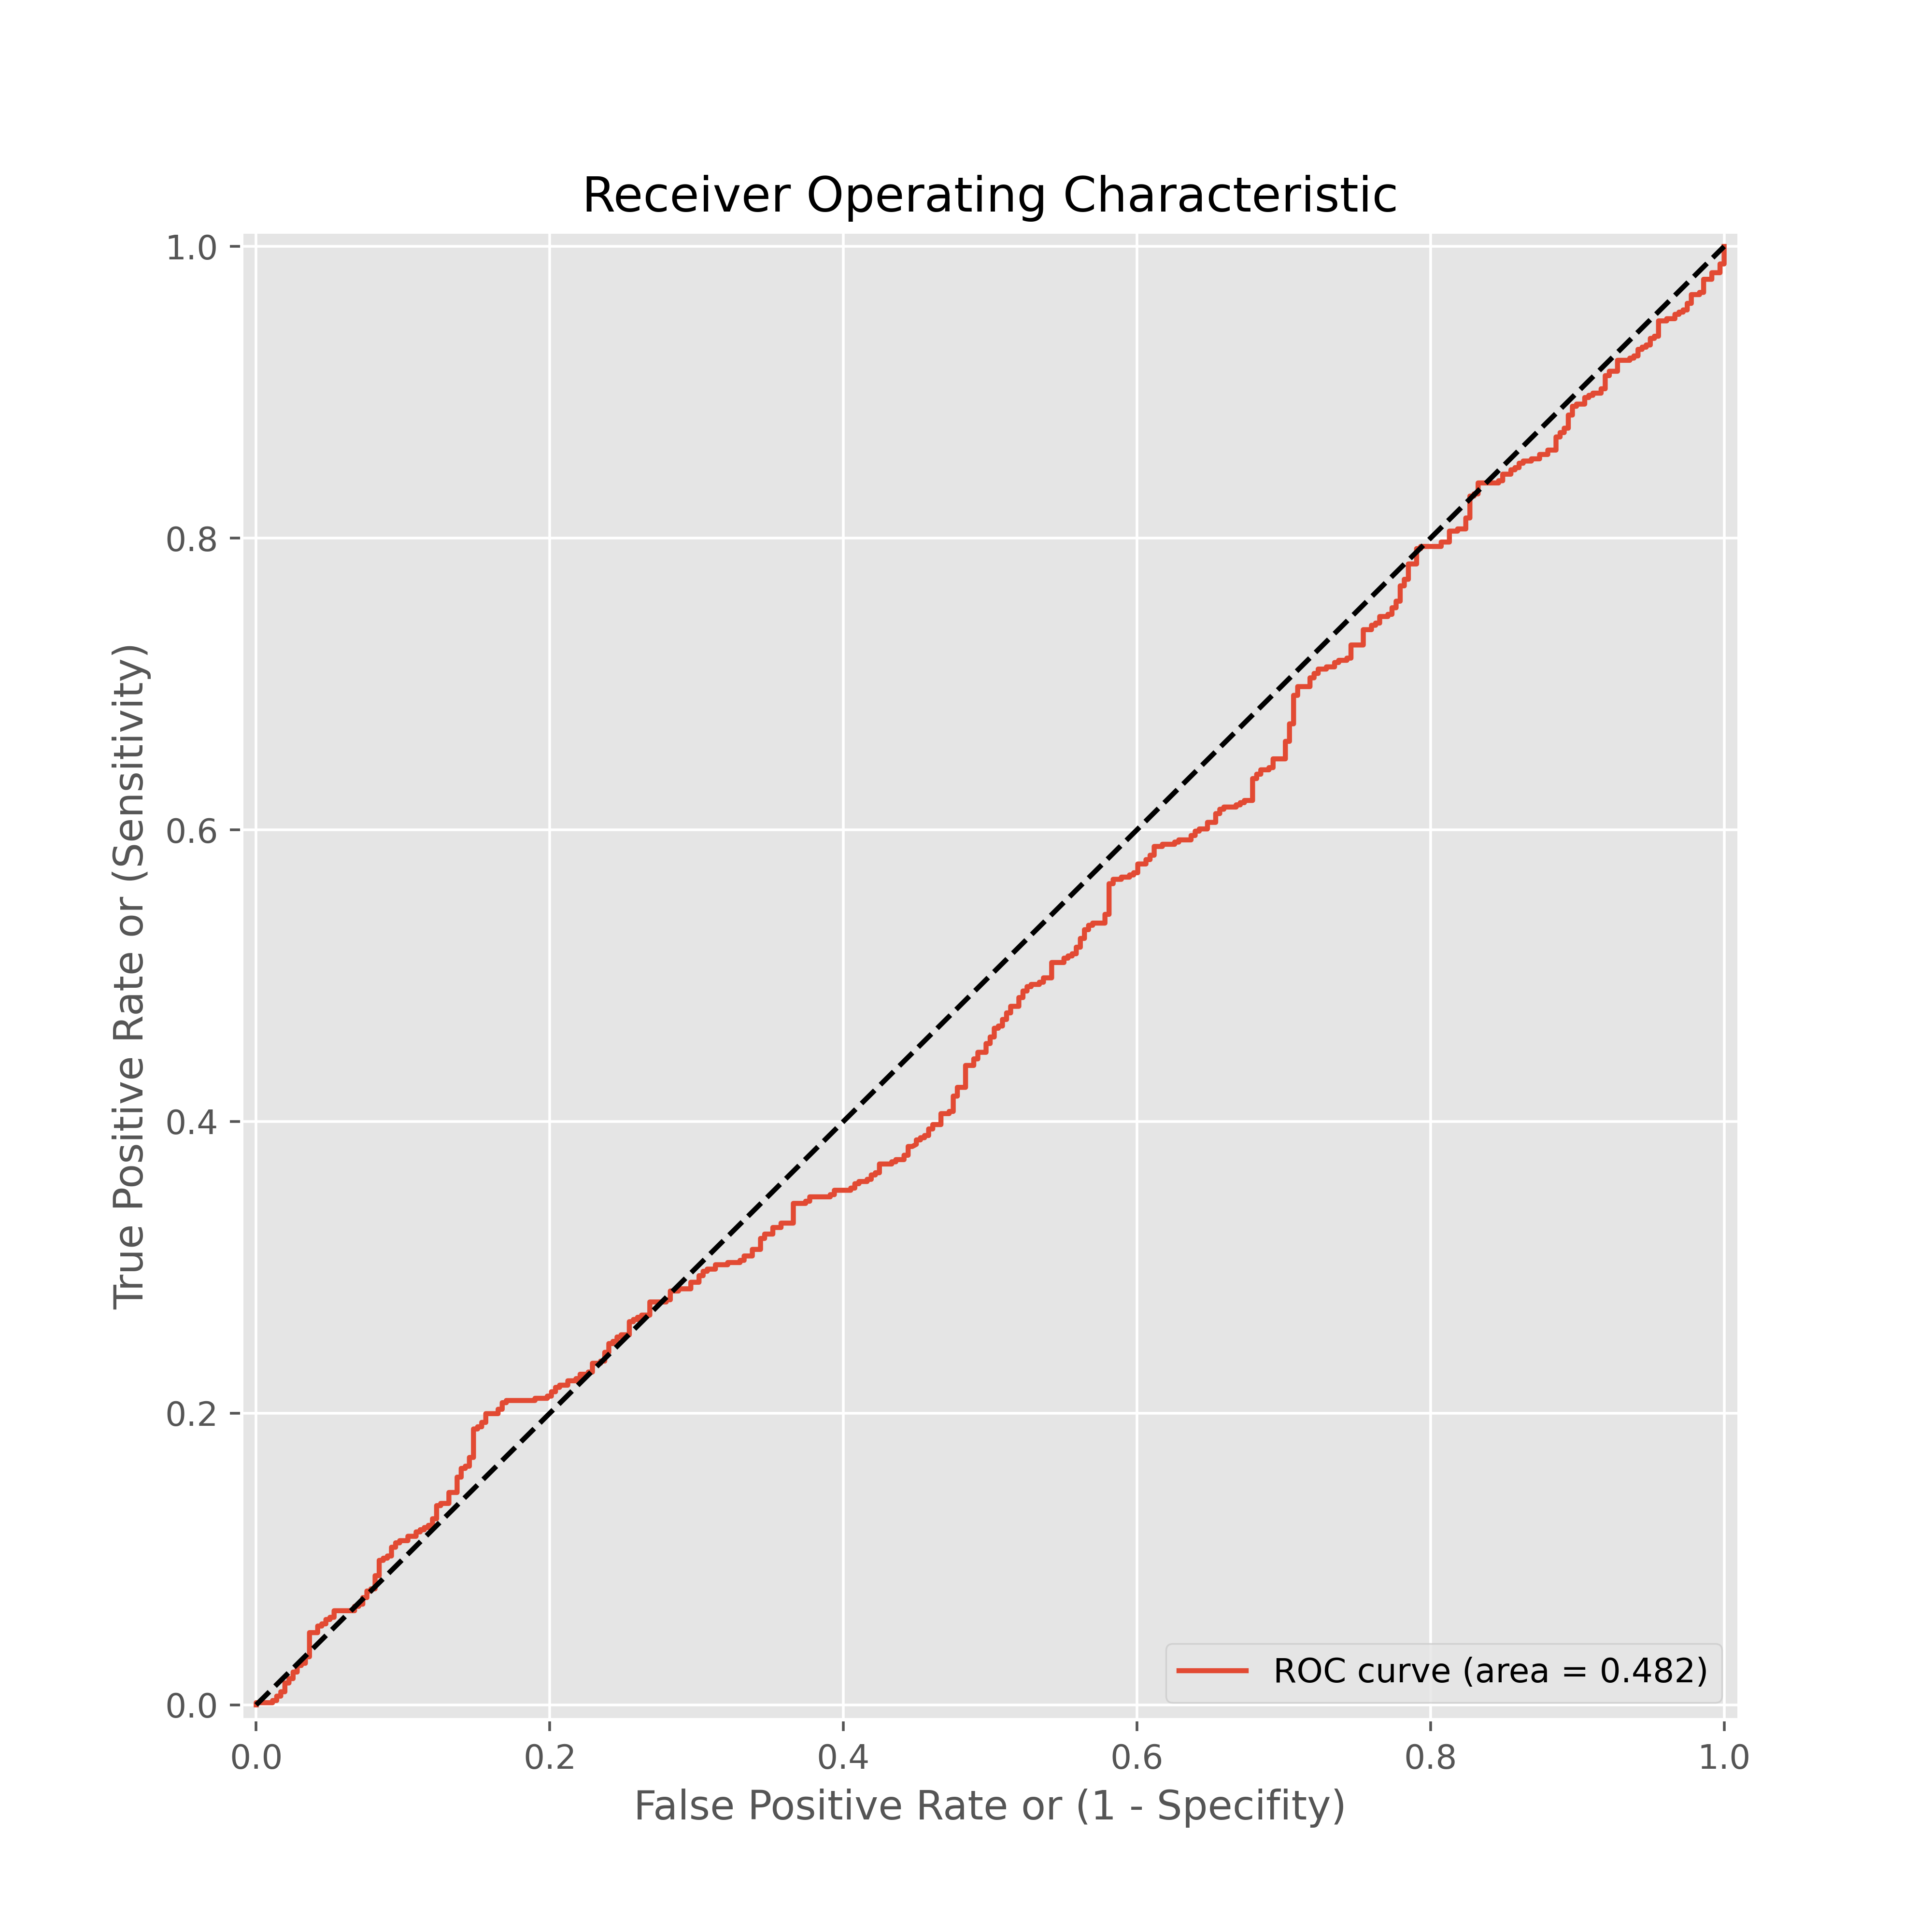 Receiver Operating Characteristic
1.0
0.8
0.6
0.4
0.2
0.0
True Positive Rate or (Sensitivity)
ROC curve (area = 0.482)
0.0 0.2 0.4 0.6 0.8 1.0
False Positive Rate or (1 - Specifity)